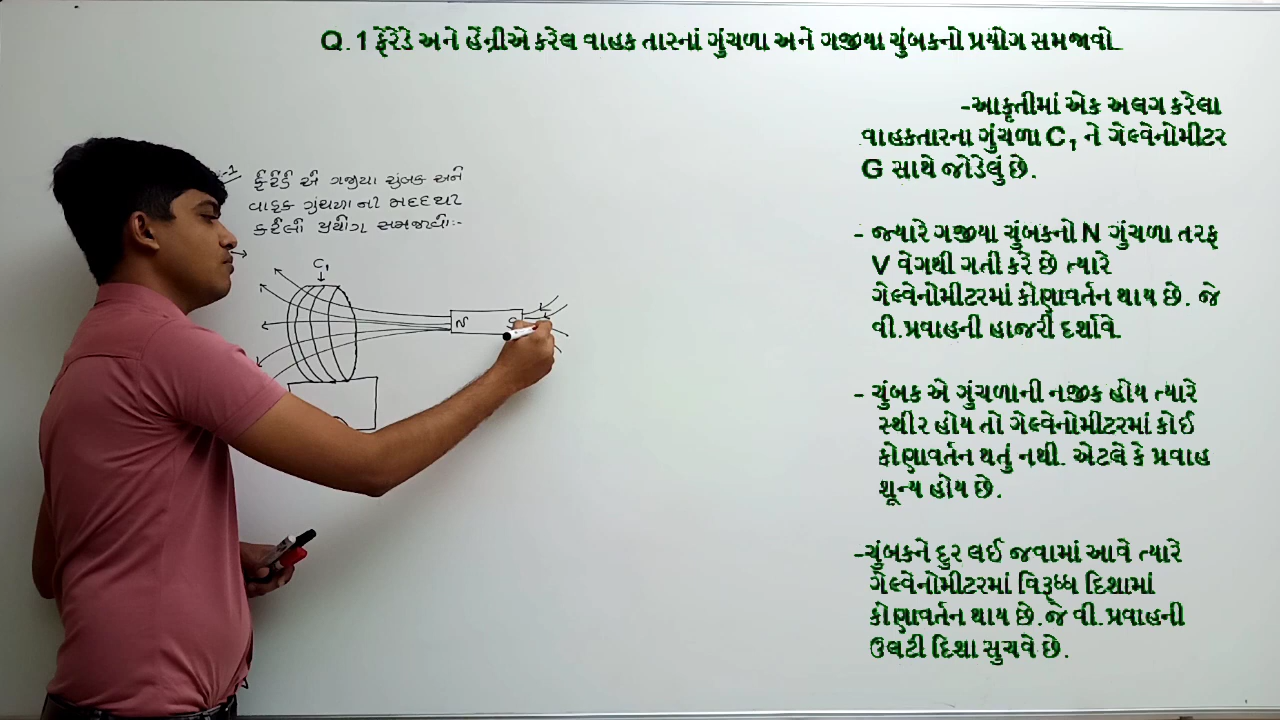 Q.1 ફેરેડે અને હેન્રીએ કરેલ વાહક તારનાં ગુંચળા અને ગજીયા ચુંબકનો પ્રયોગ સમજાવો.
-આકૃતીમાં એક અલગ કરેલા
વાહકતારના ગુંચળા C₁ ને ગેલ્વેનોમીટર
G સાથે જોડેલું છે.
- જ્યારે ગજીયા ચુંબકનો N ગુંચળા તરફ
V વેગથી ગતી કરે છે ત્યારે
ગેલ્વેનોમીટરમાં કોણાવર્તન થાય છે. જે
વી.પ્રવાહની હાજરી દર્શાવે.
- ચુંબક એ ગુંચળાની નજીક હોય ત્યારે
સ્થીર હોય તો ગેલ્વેનોમીટરમાં કોઈ
કોણાવર્તન થતું નથી. એટલે કે પ્રવાહ
શૂન્ય હોય છે.
-ચુંબકને દુર લઈ જવામાં આવે ત્યારે
ગેલ્વેનોમીટરમાં વિરૂધ્ધ દિશામાં
કોણાવર્તન થાય છે.જે વી.પ્રવાહની
ઉલટી દિશા સુચવે છે.
-1
ફેરેડે એ ગજીયા ચુંબક અને
વાહક ગુંચળા ની મદદથી
કરેલો પ્રયોગ સમજાવો:-
C₁
N